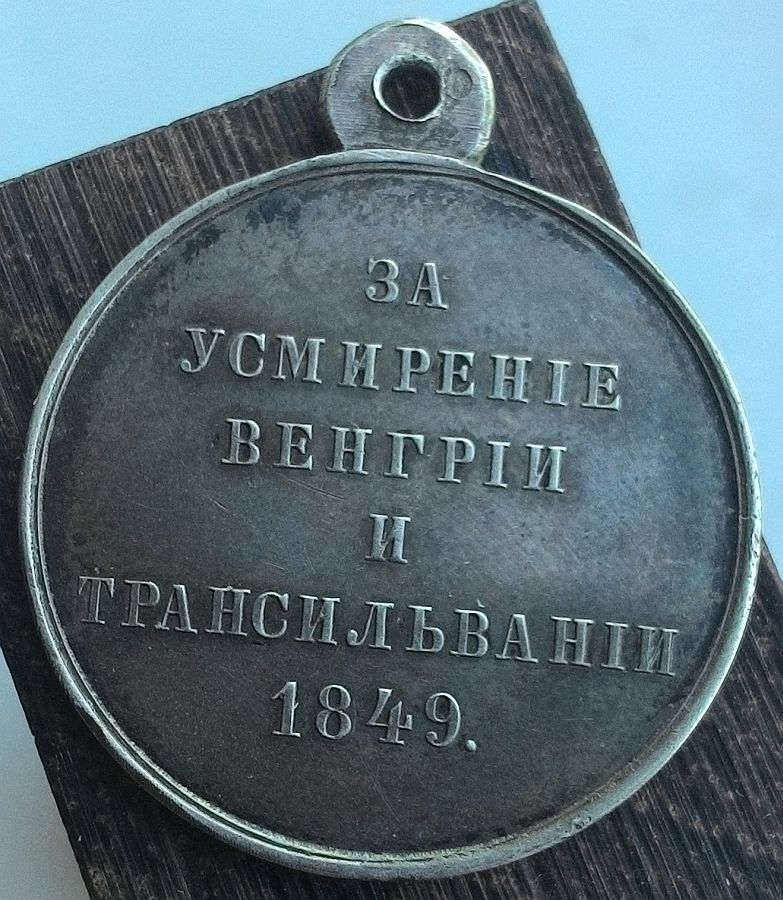 ЗА
УСМИРЕНІЕ
ВЕНГРІИ
И
ТРАНСИЛЬВАНІИ
1849.